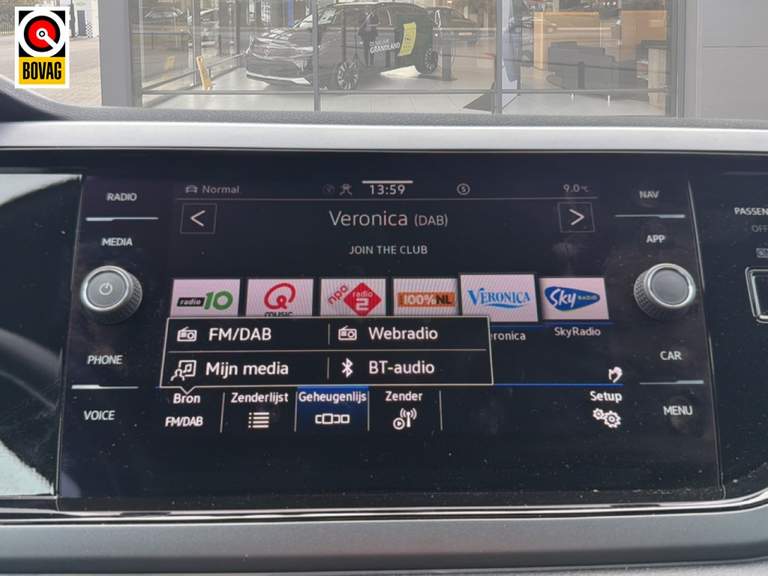 BOVAG
GRANDLAND
RADIO
MEDIA
PHONE
VOICE
Normal
13:59
9.0°C
<
Veronica (DAB)
>
JOIN THE CLUB
radio 10
Q music
npo radio 2
100%NL
VERONICA
Sky RADIO
eronica
SkyRadio
FM/DAB
Webradio
Mijn media
BT-audio
Bron
FM/DAB
Zenderlijst
Geheugenlijs
Zender
Setup
NAV
APP
CAR
MENU
PASSEN
OFF